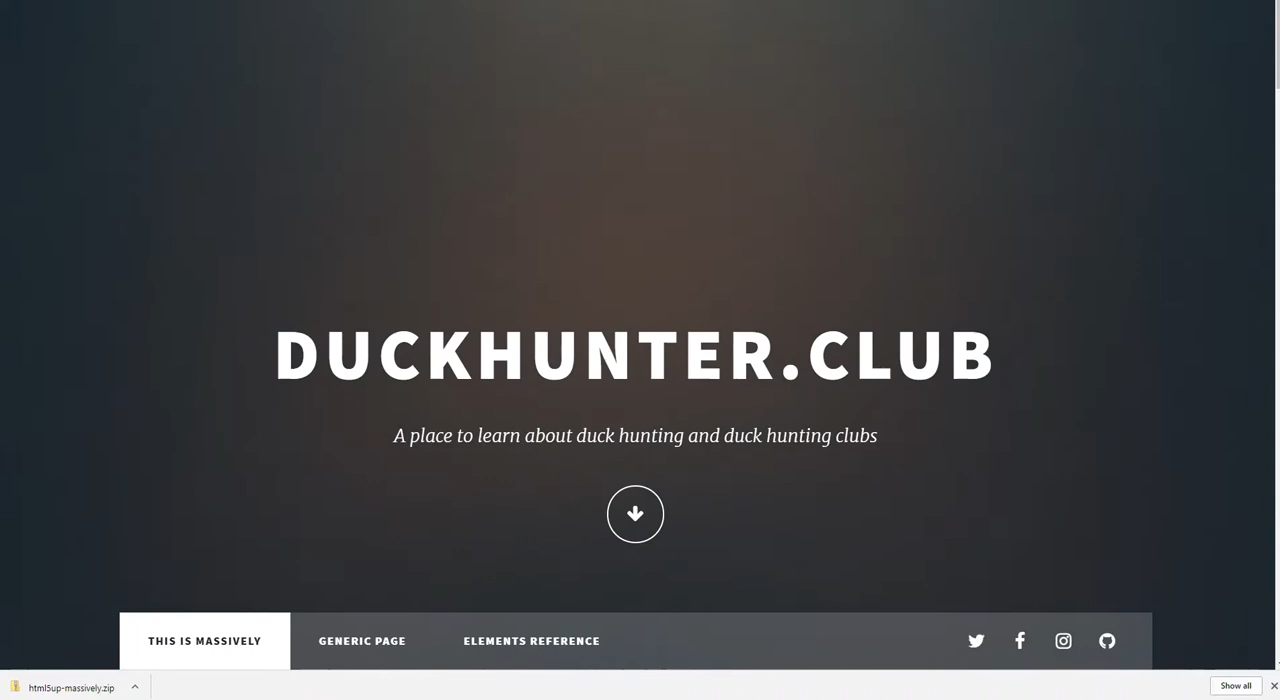 DUCKHUNTER.CLUB
A place to learn about duck hunting and duck hunting clubs
THIS IS MASSIVELY GENERIC PAGE ELEMENTS REFERENCE
html5up-massively.zip Show all